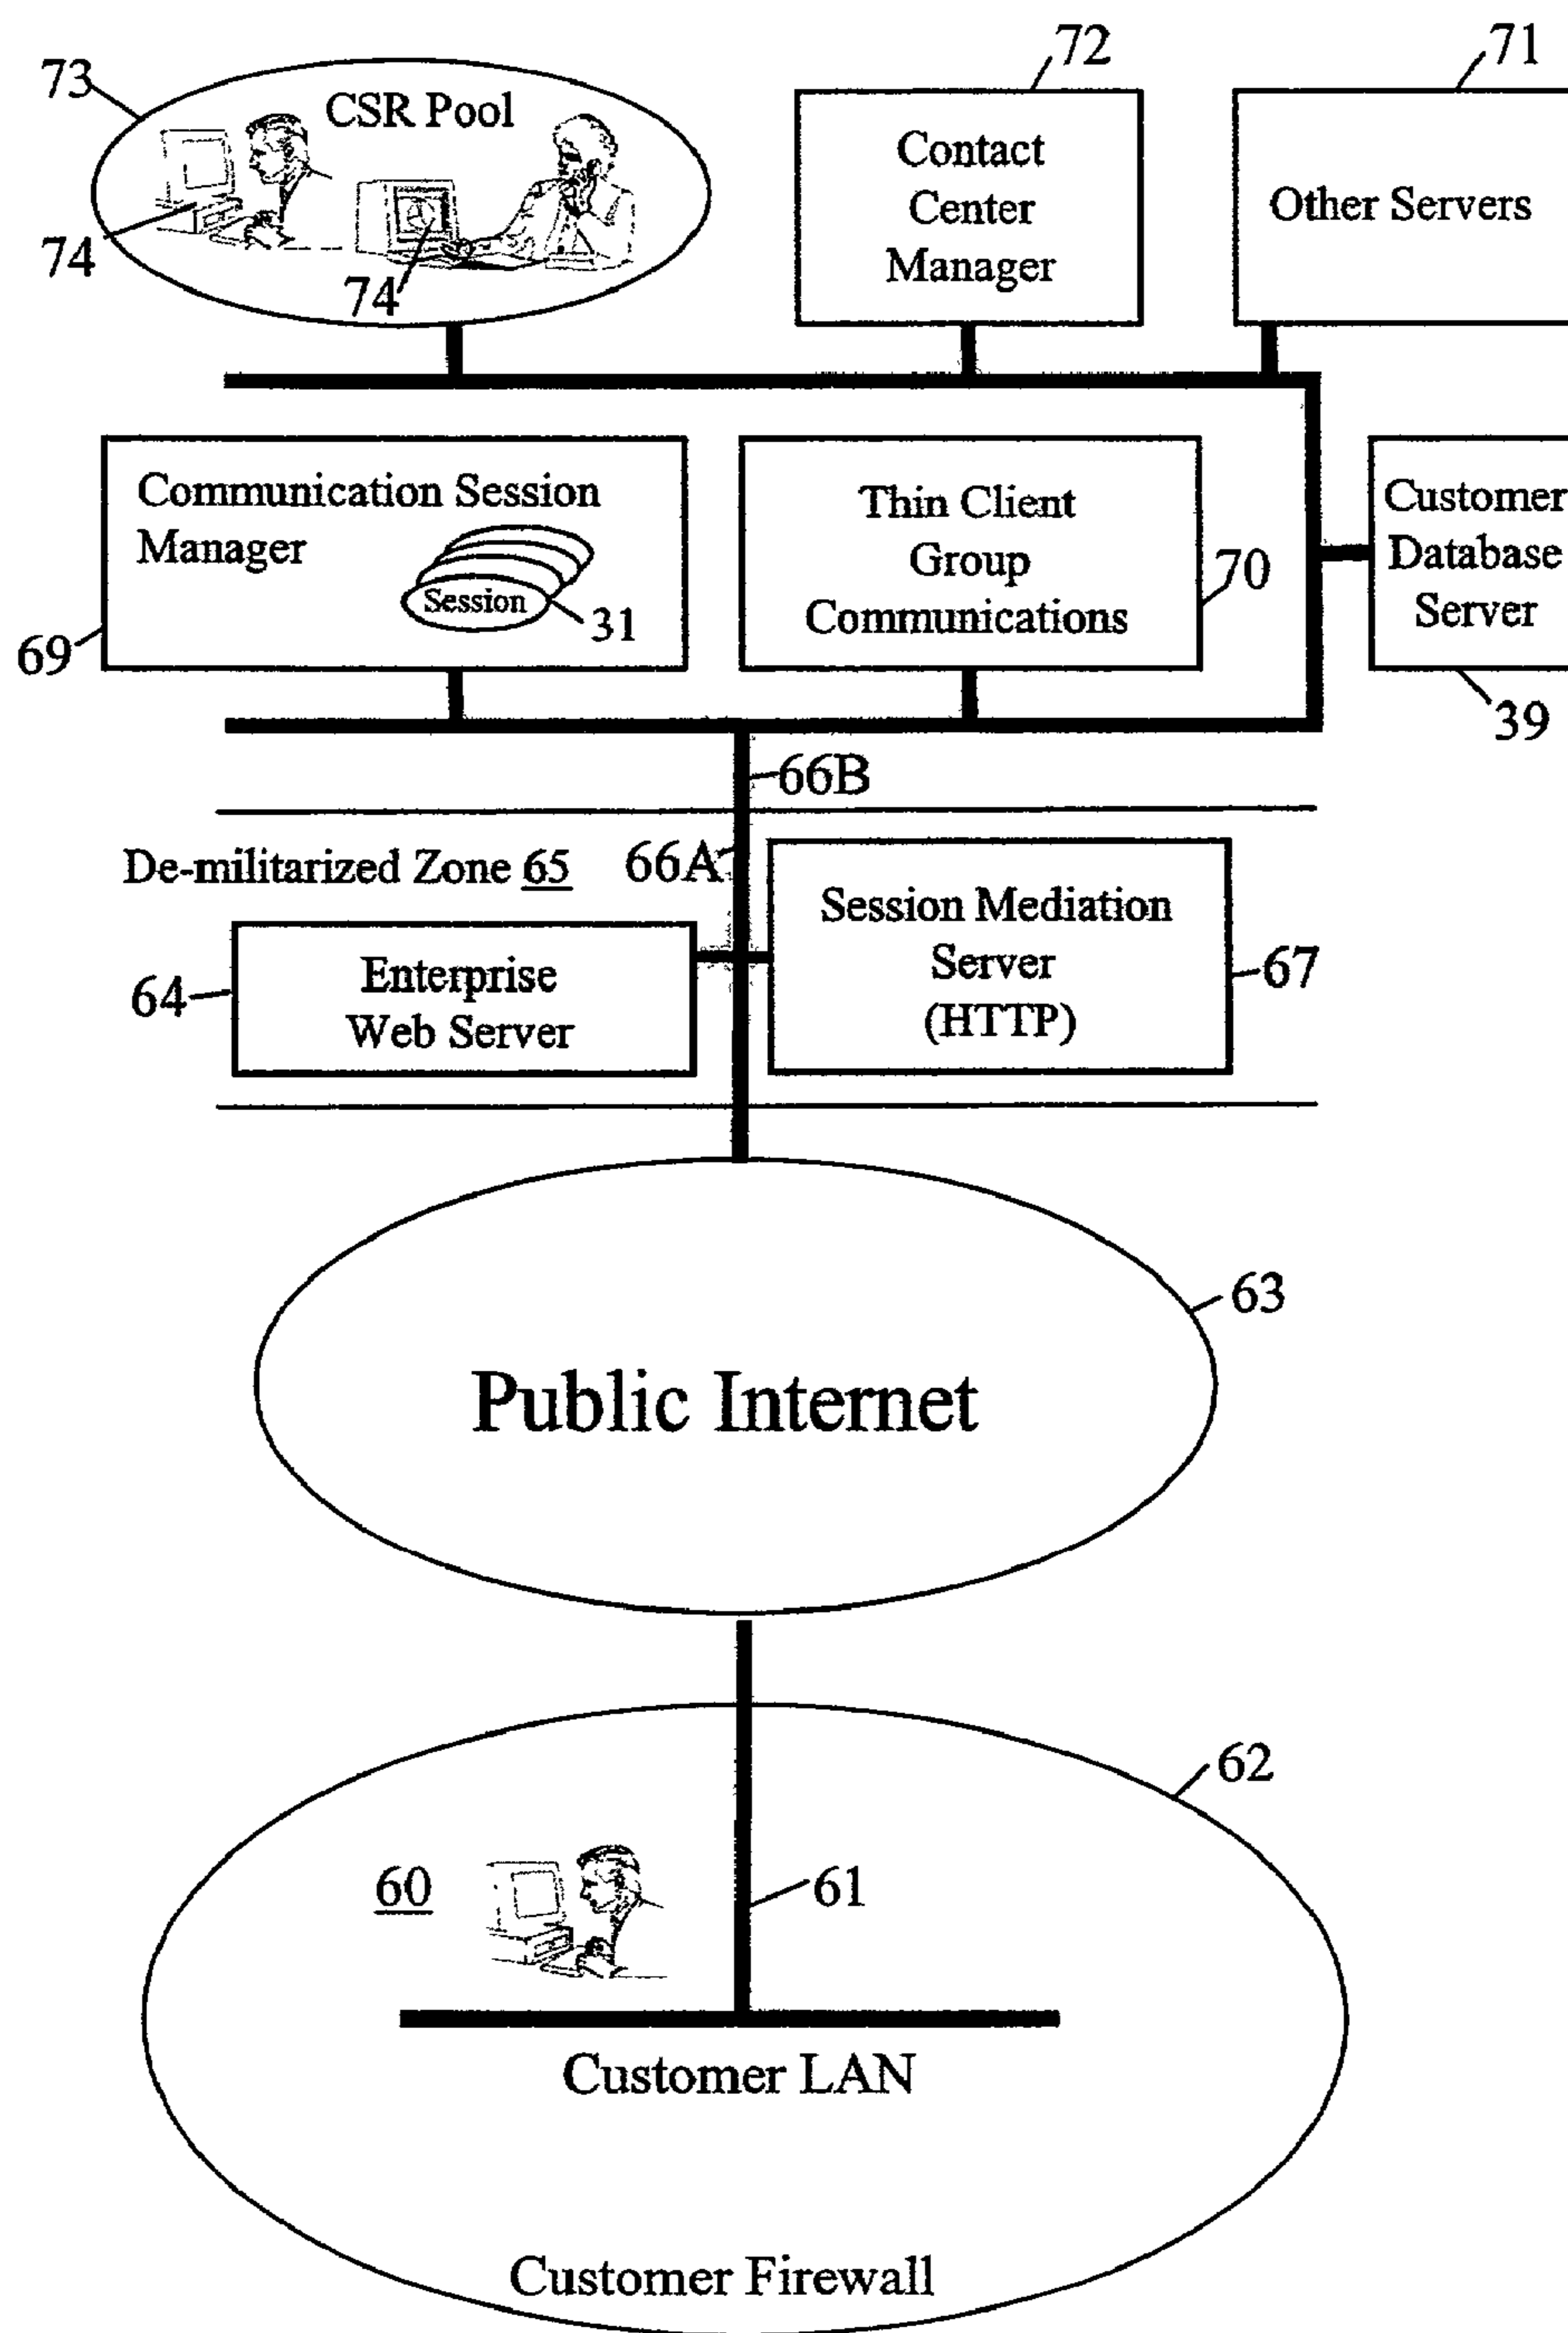 73
CSR Pool
74
74
72
Contact
Center
Manager
71
Other Servers
Communication Session
Manager
Session
31
69
Thin Client
Group
Communications
70
Customer
Database
Server
39
66B
De-militarized Zone 65
66A
Enterprise
Web Server
64
Session Mediation
Server
(HTTP)
67
63
Public Internet
62
60
61
Customer LAN
Customer Firewall